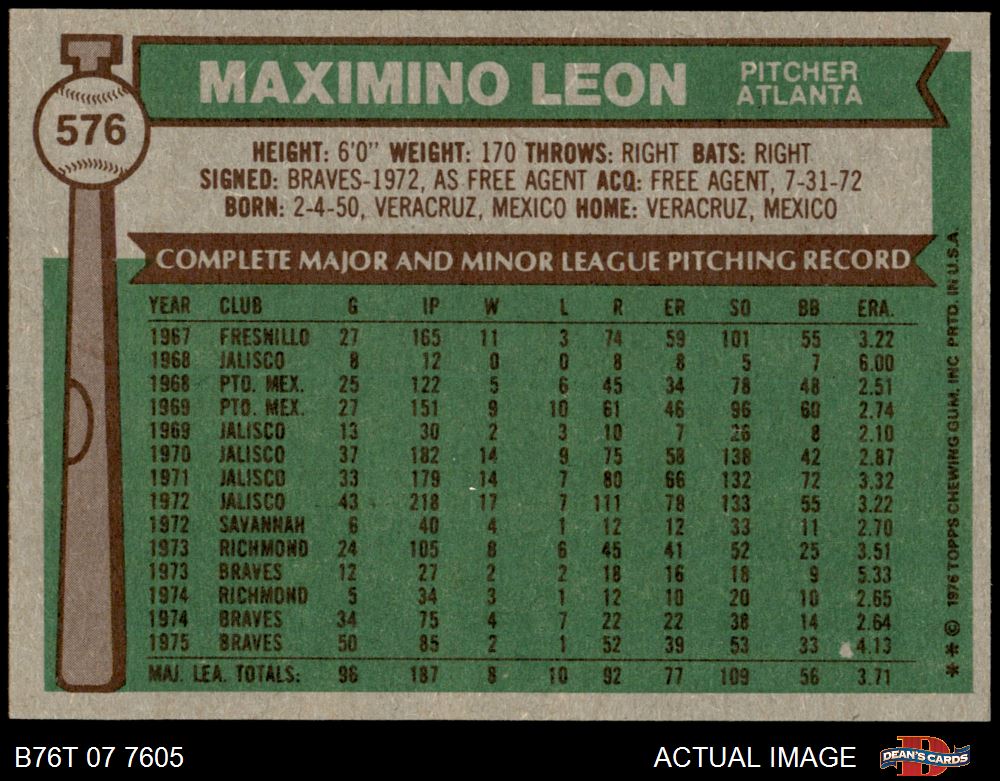 576
MAXIMINO LEON
PITCHER
ATLANTA
HEIGHT: 6'0" WEIGHT: 170 THROWS: RIGHT BATS: RIGHT
SIGNED: BRAVES-1972, AS FREE AGENT ACQ: FREE AGENT, 7-31-72
BORN: 2-4-50, VERACRUZ, MEXICO HOME: VERACRUZ, MEXICO
COMPLETE MAJOR AND MINOR LEAGUE PITCHING RECORD
YEAR CLUB G IP W L R ER SO BB ERA.
1967 FRESNILLO 27 165 11 3 74 59 101 55 3.22
1968 JALISCO 8 12 0 0 8 8 5 7 6.00
1968 PTO. MEX. 25 122 5 6 45 34 78 48 2.51
1969 PTO. MEX. 27 151 9 10 61 46 96 60 2.74
1969 JALISCO 13 30 2 3 10 7 26 8 2.10
1970 JALISCO 37 182 14 9 75 58 138 42 2.87
1971 JALISCO 33 179 14 7 80 66 132 72 3.32
1972 JALISCO 43 218 17 7 111 78 133 55 3.22
1972 SAVANNAH 6 40 4 1 12 12 33 11 2.70
1973 RICHMOND 24 105 8 6 45 41 52 25 3.51
1973 BRAVES 12 27 2 2 18 16 18 9 5.33
1974 RICHMOND 5 34 3 1 12 10 20 10 2.65
1974 BRAVES 34 75 4 7 22 22 38 14 2.64
1975 BRAVES 50 85 2 1 52 39 53 33 4.13
MAJ. LEA. TOTALS: 96 187 8 10 92 77 109 56 3.71
** © 1976 TOPPS CHEWING GUM, INC PRTD. IN U.S.A.
B76T 07 7605
ACTUAL IMAGE
DEAN'S CARDS